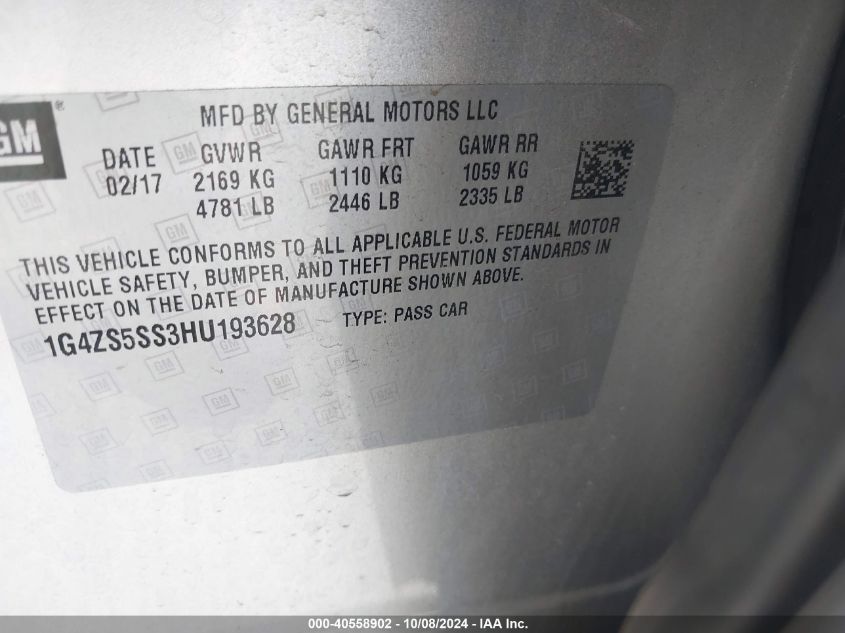 GM ®
MFD BY GENERAL MOTORS LLC
DATE GVWR GAWR FRT GAWR RR
02/17 2169 KG 1110 KG 1059 KG
4781 LB 2446 LB 2335 LB
THIS VEHICLE CONFORMS TO ALL APPLICABLE U.S. FEDERAL MOTOR
VEHICLE SAFETY, BUMPER, AND THEFT PREVENTION STANDARDS IN
EFFECT ON THE DATE OF MANUFACTURE SHOWN ABOVE.
1G4ZS5SS3HU193628 TYPE: PASS CAR
000-40558902 - 10/08/2024 - IAA Inc.